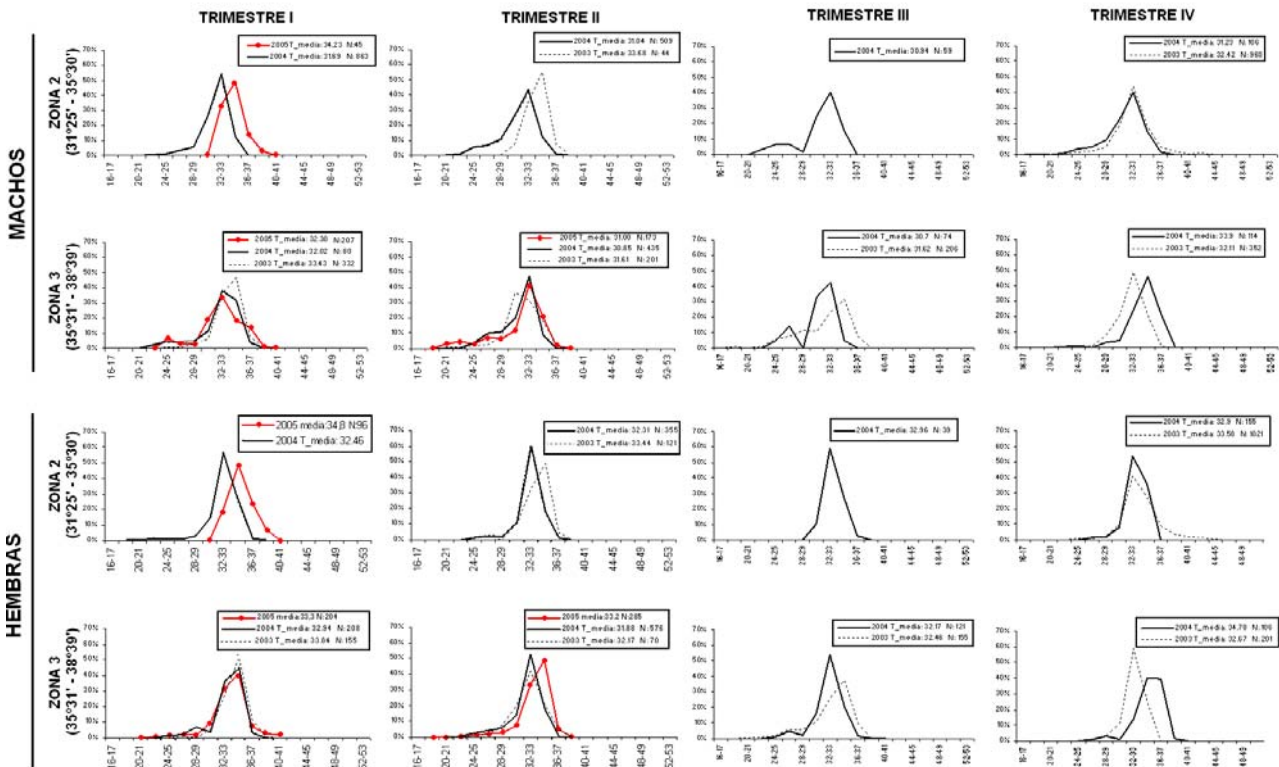 TRIMESTRE I
TRIMESTRE II
TRIMESTRE III
TRIMESTRE IV
MACHOS
ZONA 2
(31°25' - 35°30')
2005 T_media: 34,23 N:45
2004 T_media: 31.69 N:863
2004 T_media: 31.04 N: 509
2003 T_media: 33.68 N: 44
2004 T_media: 30.94 N: 59
2004 T_media: 31.23 N: 106
2003 T_media: 32.42 N: 960
70%
60%
50%
40%
30%
20%
10%
0%
16-17
20-21
24-25
28-29
32-33
36-37
40-41
44-45
48-49
52-53
ZONA 3
(35°31' - 38°39')
2005 T_media: 32.38 N:207
2004 T_media: 32.02 N: 80
2003 T_media: 33.43 N: 332
2005 T_media: 31.00 N:173
2004 T_media: 30.85 N: 435
2003 T_media: 31.61 N: 201
2004 T_media: 30.7 N: 74
2003 T_media: 31.62 N: 206
2004 T_media: 33.9 N: 114
2003 T_media: 32.11 N: 352
HEMBRAS
ZONA 2
(31°25' - 35°30')
2005 media:34,8 N:96
2004 T_media: 32.46
2004 T_media: 32.31 N: 355
2003 T_media: 33.44 N: 121
2004 T_media: 32.96 N: 39
2004 T_media: 32.9 N: 155
2003 T_media: 33.58 N: 1021
ZONA 3
(35°31' - 38°39')
2005 media:33,3 N:204
2004 T_media: 32.94 N: 208
2003 T_media: 33.84 N: 155
2005 media:33.2 N:285
2004 T_media: 31.88 N: 576
2003 T_media: 32.17 N: 70
2004 T_media: 32.17 N: 121
2003 T_media: 32.46 N: 155
2004 T_media: 34.78 N: 106
2003 T_media: 32.67 N: 201